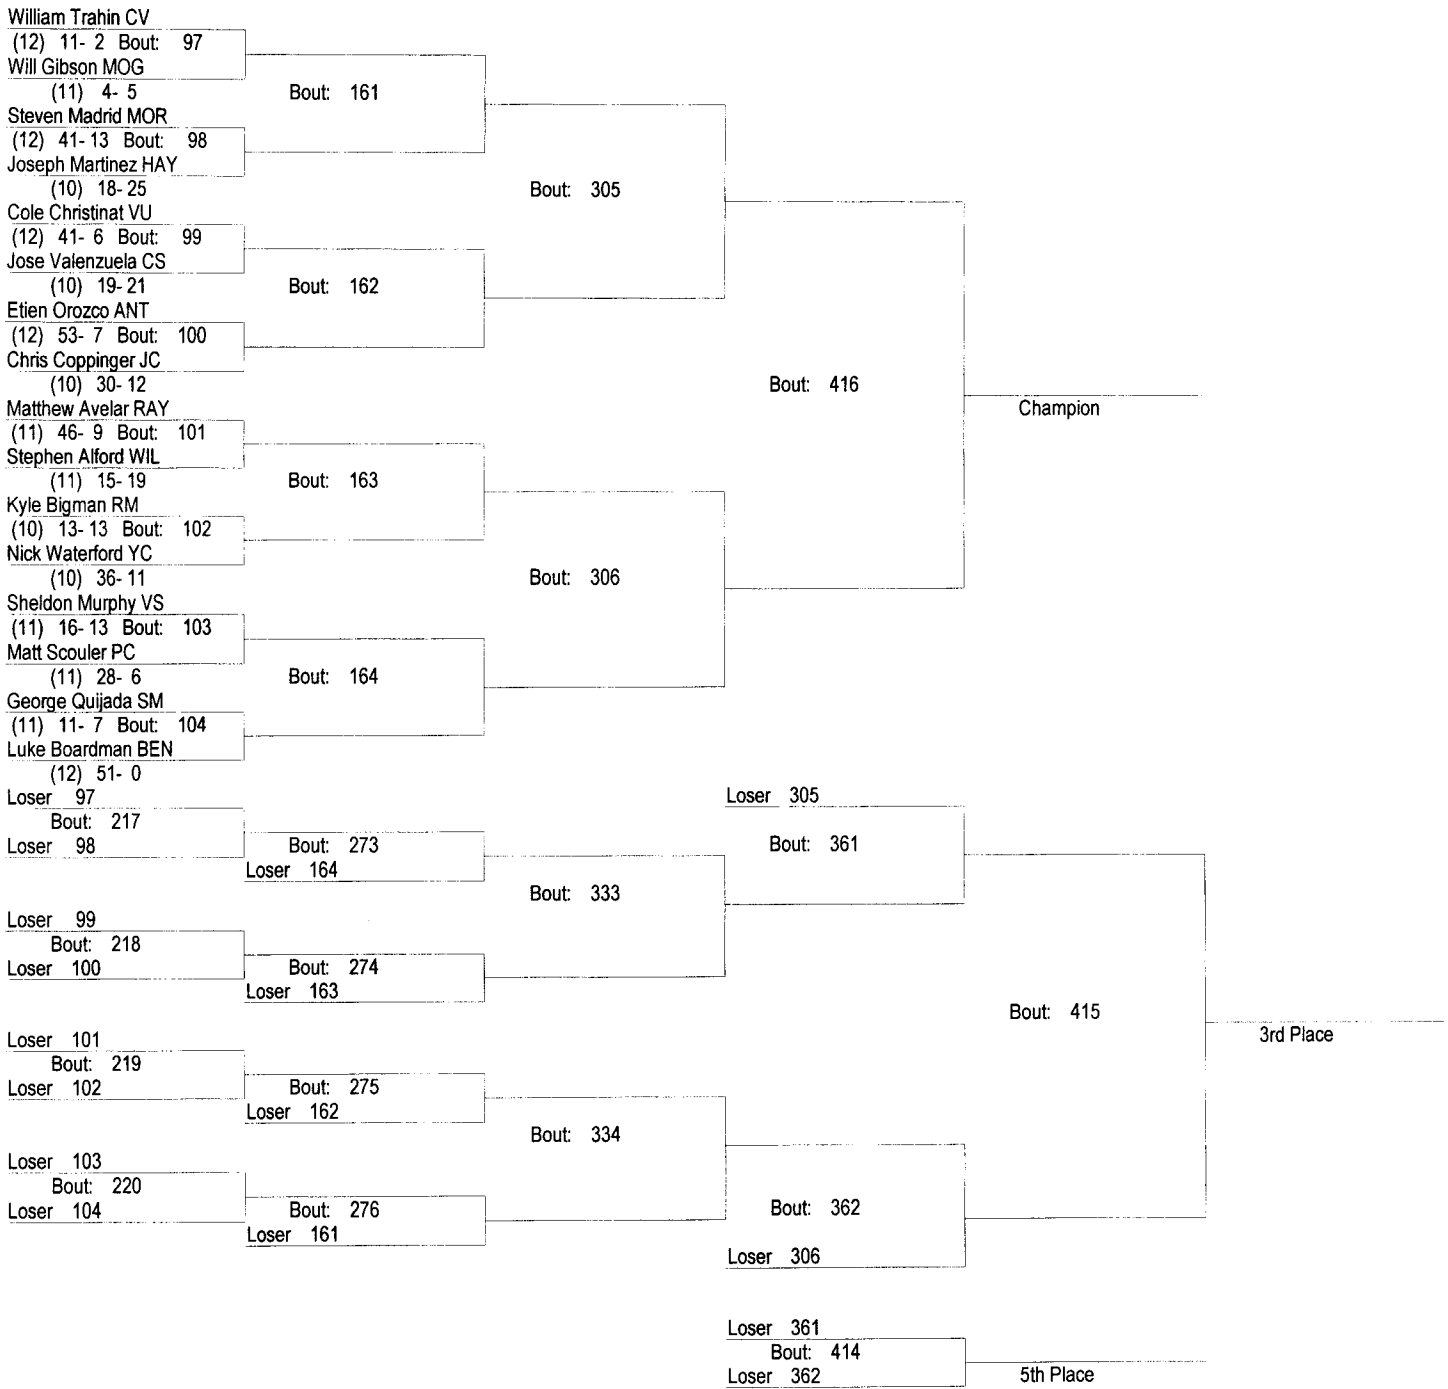 William Trahin CV
(12) 11- 2 Bout: 97
Will Gibson MOG
(11) 4- 5
Bout: 161
Steven Madrid MOR
(12) 41- 13 Bout: 98
Joseph Martinez HAY
(10) 18- 25
Bout: 305
Cole Christinat VU
(12) 41- 6 Bout: 99
Jose Valenzuela CS
(10) 19- 21
Bout: 162
Etien Orozco ANT
(12) 53- 7 Bout: 100
Chris Coppinger JC
(10) 30- 12
Bout: 416
Champion
Matthew Avelar RAY
(11) 46- 9 Bout: 101
Stephen Alford WIL
(11) 15- 19
Bout: 163
Kyle Bigman RM
(10) 13- 13 Bout: 102
Nick Waterford YC
(10) 36- 11
Bout: 306
Sheldon Murphy VS
(11) 16- 13 Bout: 103
Matt Scouler PC
(11) 28- 6
Bout: 164
George Quijada SM
(11) 11- 7 Bout: 104
Luke Boardman BEN
(12) 51- 0
Loser 97
Bout: 217
Loser 98
Bout: 273
Loser 164
Loser 305
Bout: 361
Bout: 333
Loser 99
Bout: 218
Loser 100
Bout: 274
Loser 163
Bout: 415
3rd Place
Loser 101
Bout: 219
Loser 102
Bout: 275
Loser 162
Bout: 334
Loser 103
Bout: 220
Loser 104
Bout: 276
Loser 161
Bout: 362
Loser 306
Loser 361
Bout: 414
Loser 362
5th Place